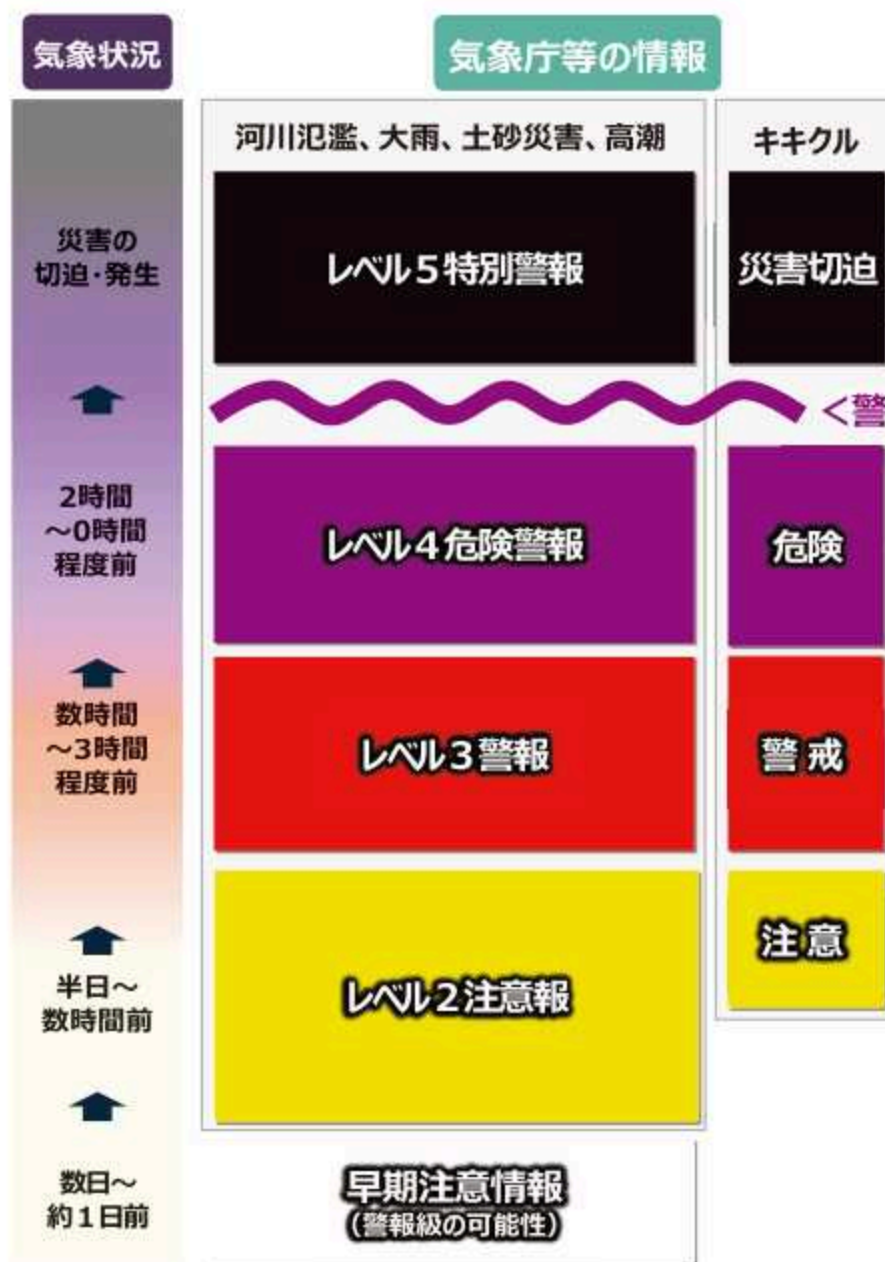 気象状況
気象庁等の情報
河川氾濫、大雨、土砂災害、高潮
キキクル
災害の
切迫・発生
レベル5特別警報
災害切迫
<警
2時間
～0時間
程度前
レベル4危険警報
危険
数時間
～3時間
程度前
レベル3警報
警戒
半日～
数時間前
レベル2注意報
注意
数日～
約1日前
早期注意情報
(警報級の可能性)